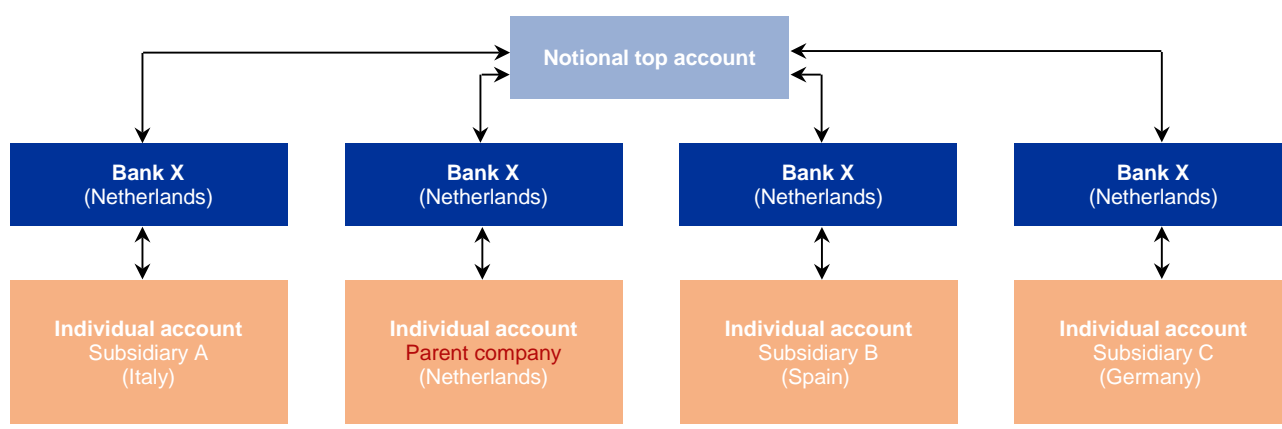 Notional top account
Bank X
(Netherlands)
Bank X
(Netherlands)
Bank X
(Netherlands)
Bank X
(Netherlands)
Individual account
Subsidiary A
(Italy)
Individual account
Parent company
(Netherlands)
Individual account
Subsidiary B
(Spain)
Individual account
Subsidiary C
(Germany)